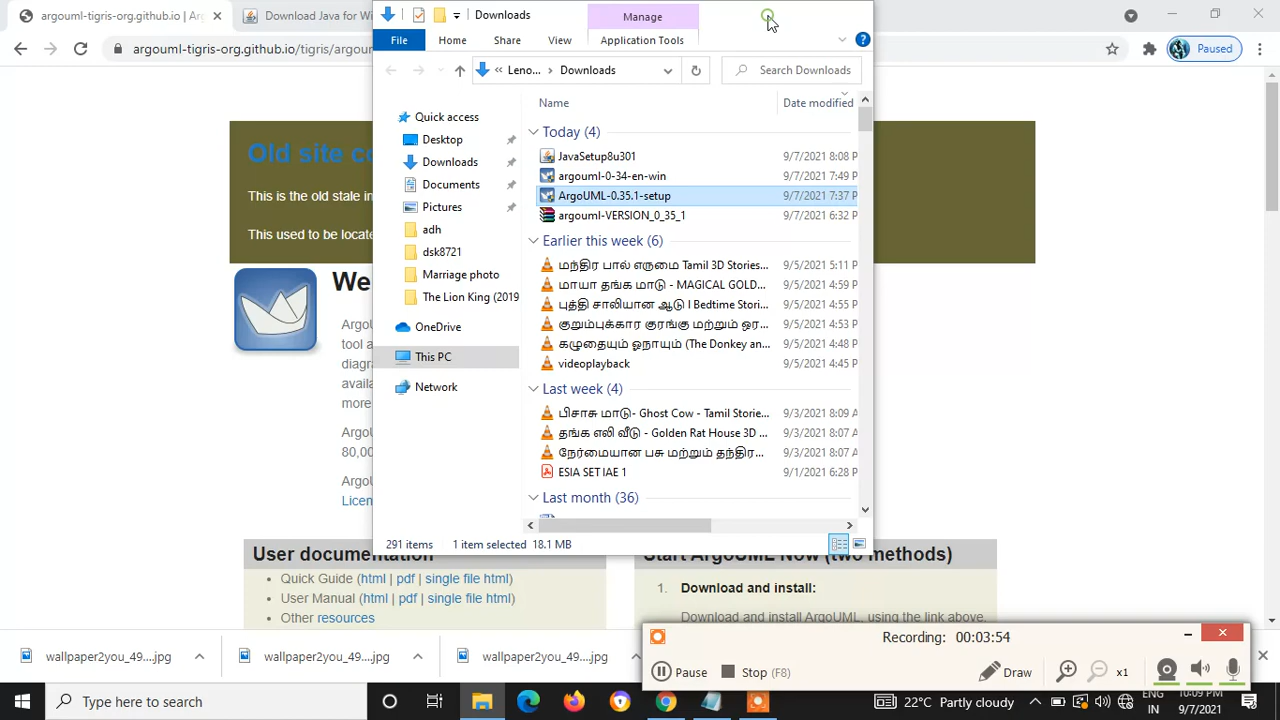 argouml-tigris-org.github.io
Download Java for Wi
argouml-tigris-org.github.io/tigris/argou
Paused
Downloads
Manage
File
Home
Share
View
Application Tools
Leno...
Downloads
Search Downloads
Name
Date modified
Quick access
Desktop
Downloads
Documents
Pictures
adh
dsk8721
Marriage photo
The Lion King (2019
OneDrive
This PC
Network
Today (4)
JavaSetup8u301 9/7/2021 8:08 P
argouml-0-34-en-win 9/7/2021 7:49 P
ArgoUML-0.35.1-setup 9/7/2021 7:37 P
argouml-VERSION_0_35_1 9/7/2021 6:32 P
Earlier this week (6)
மந்திர பால் எருமை Tamil 3D Stories... 9/5/2021 5:11 P
மாயா தங்க மாடு - MAGICAL GOLD... 9/5/2021 4:59 P
புத்தி சாலியான ஆடு l Bedtime Stori... 9/5/2021 4:55 P
குறும்புக்கார குரங்கு மற்றும் ஒர... 9/5/2021 4:53 P
கழுதையும் ஓநாயும் (The Donkey an... 9/5/2021 4:48 P
videoplayback 9/5/2021 4:45 P
Last week (4)
பிசாசு மாடு- Ghost Cow - Tamil Storie... 9/3/2021 8:09 A
தங்க எலி வீடு - Golden Rat House 3D ... 9/3/2021 8:07 A
நேர்மையான பசு மற்றும் தந்திர... 9/3/2021 8:07 A
ESIA SET IAE 1 9/1/2021 6:28 P
Last month (36)
291 items 1 item selected 18.1 MB
Old site c
This is the old stale in
This used to be locate
We
Argo
tool a
diagra
availa
more
Argo
80,00
Argo
Licen
User documentation
Quick Guide (html | pdf | single file html)
User Manual (html | pdf | single file html)
Other resources
Start ArgoUML Now (two methods)
1. Download and install:
Download and install ArgoUML, using the link above.
Recording: 00:03:54
Pause
Stop (F8)
Draw
x1
wallpaper2you_49....jpg
wallpaper2you_49....jpg
wallpaper2you_49....jpg
Type here to search
22°C Partly cloudy
ENG
IN
10:09 PM
9/7/2021